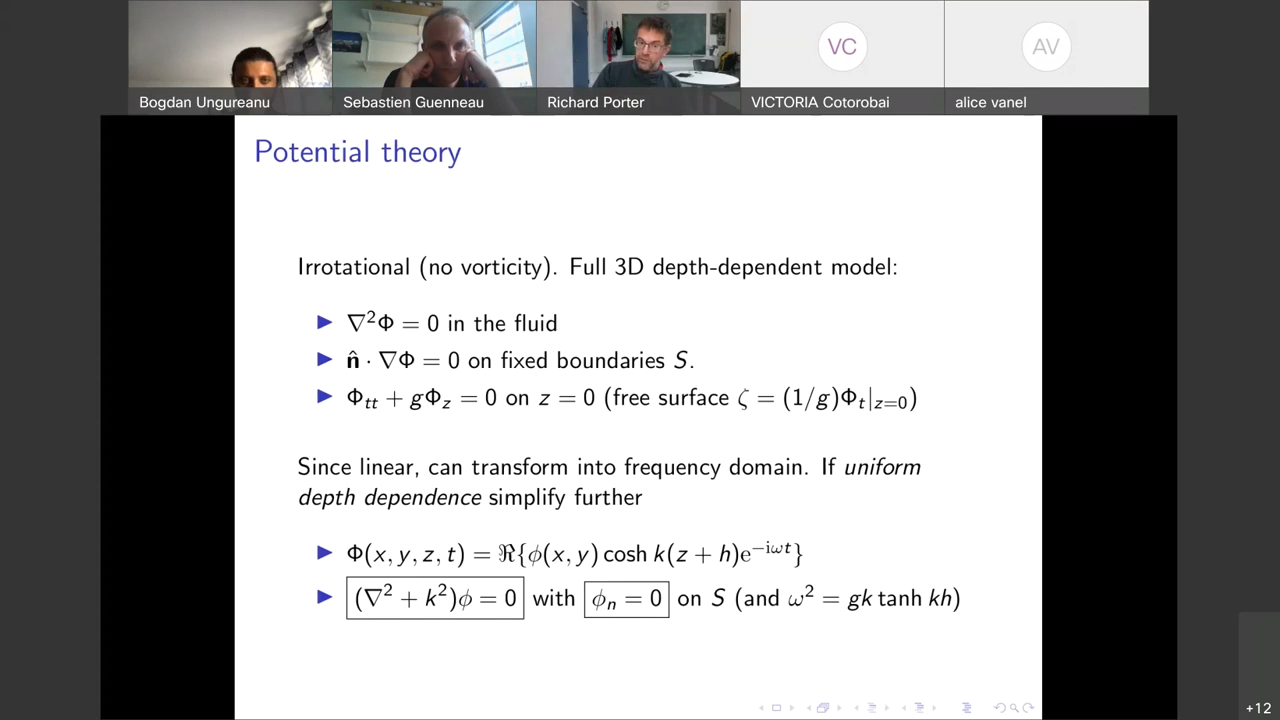 VC
AV
Bogdan Ungureanu
Sebastien Guenneau
Richard Porter
VICTORIA Cotorobai
alice vanel
Potential theory
Irrotational (no vorticity). Full 3D depth-dependent model:
▶ ∇²Φ = 0 in the fluid
▶ n̂ · ∇Φ = 0 on fixed boundaries S.
▶ Φ_tt + gΦ_z = 0 on z = 0 (free surface ζ = (1/g)Φ_t|_{z=0})
Since linear, can transform into frequency domain. If uniform
depth dependence simplify further
▶ Φ(x, y, z, t) = ℜ{ϕ(x, y) cosh k(z + h)e^{−iωt}}
▶ (∇² + k²)ϕ = 0 with ϕ_n = 0 on S (and ω² = gk tanh kh)
+12